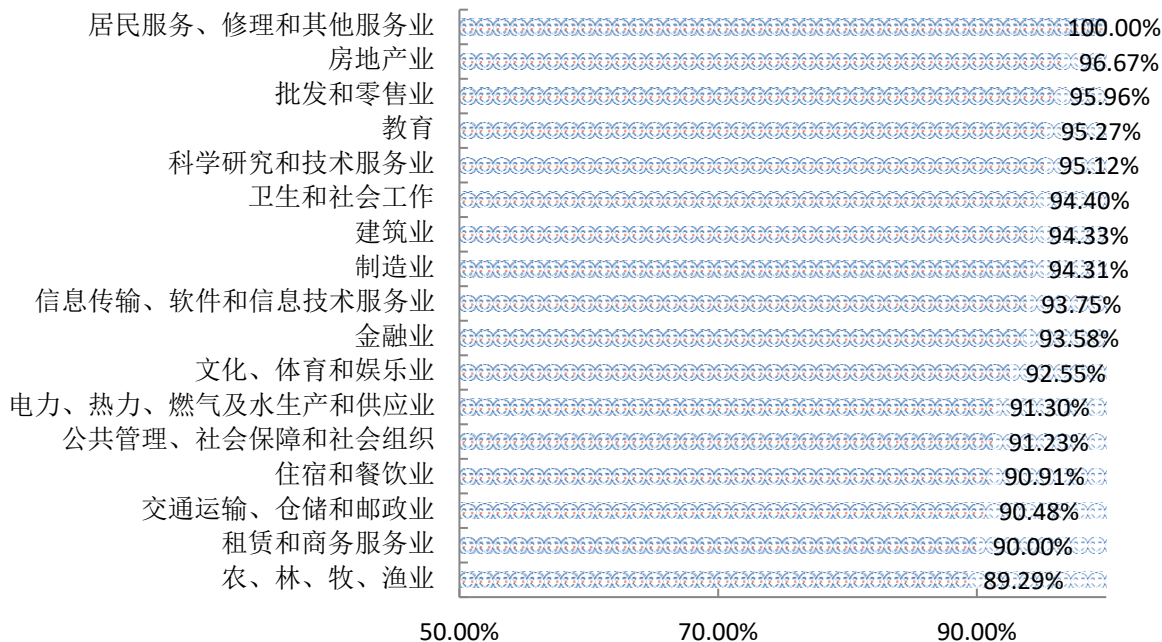 居民服务、修理和其他服务业 100.00%
房地产业 96.67%
批发和零售业 95.96%
教育 95.27%
科学研究和技术服务业 95.12%
卫生和社会工作 94.40%
建筑业 94.33%
制造业 94.31%
信息传输、软件和信息技术服务业 93.75%
金融业 93.58%
文化、体育和娱乐业 92.55%
电力、热力、燃气及水生产和供应业 91.30%
公共管理、社会保障和社会组织 91.23%
住宿和餐饮业 90.91%
交通运输、仓储和邮政业 90.48%
租赁和商务服务业 90.00%
农、林、牧、渔业 89.29%
50.00% 70.00% 90.00%